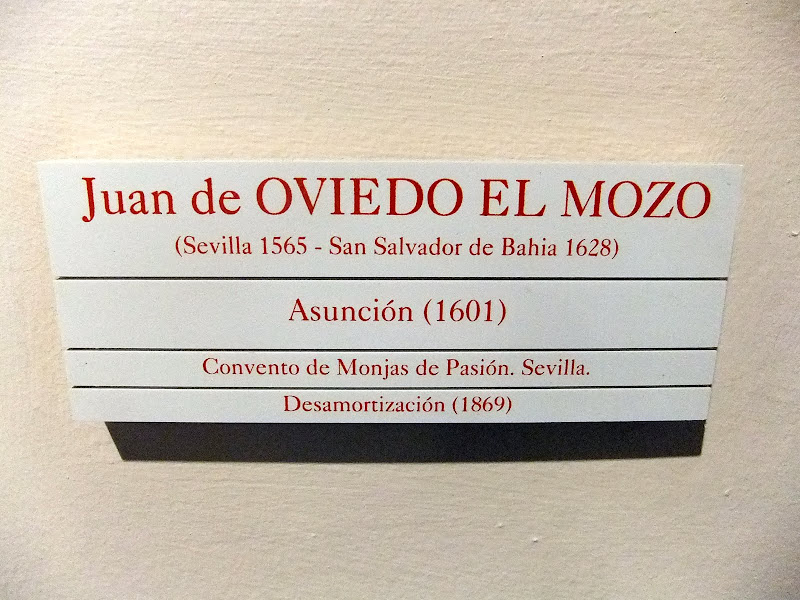 Juan de OVIEDO EL MOZO
(Sevilla 1565 - San Salvador de Bahia 1628)
Asunción (1601)
Convento de Monjas de Pasión. Sevilla.
Desamortización (1869)